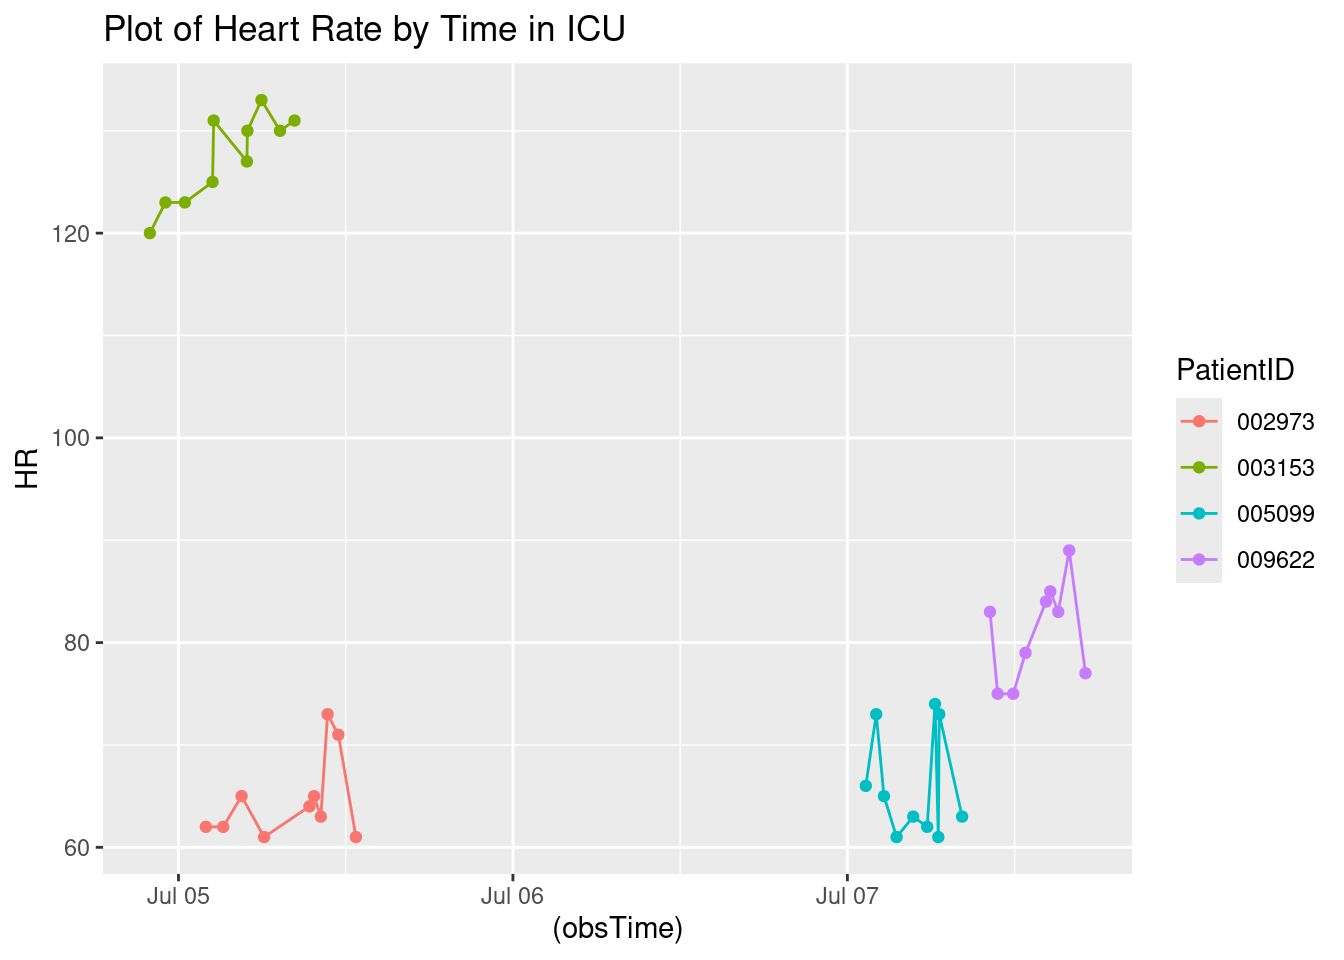 Plot of Heart Rate by Time in ICU
120
100
80
60
HR
Jul 05
Jul 06
Jul 07
(obsTime)
PatientID
002973
003153
005099
009622